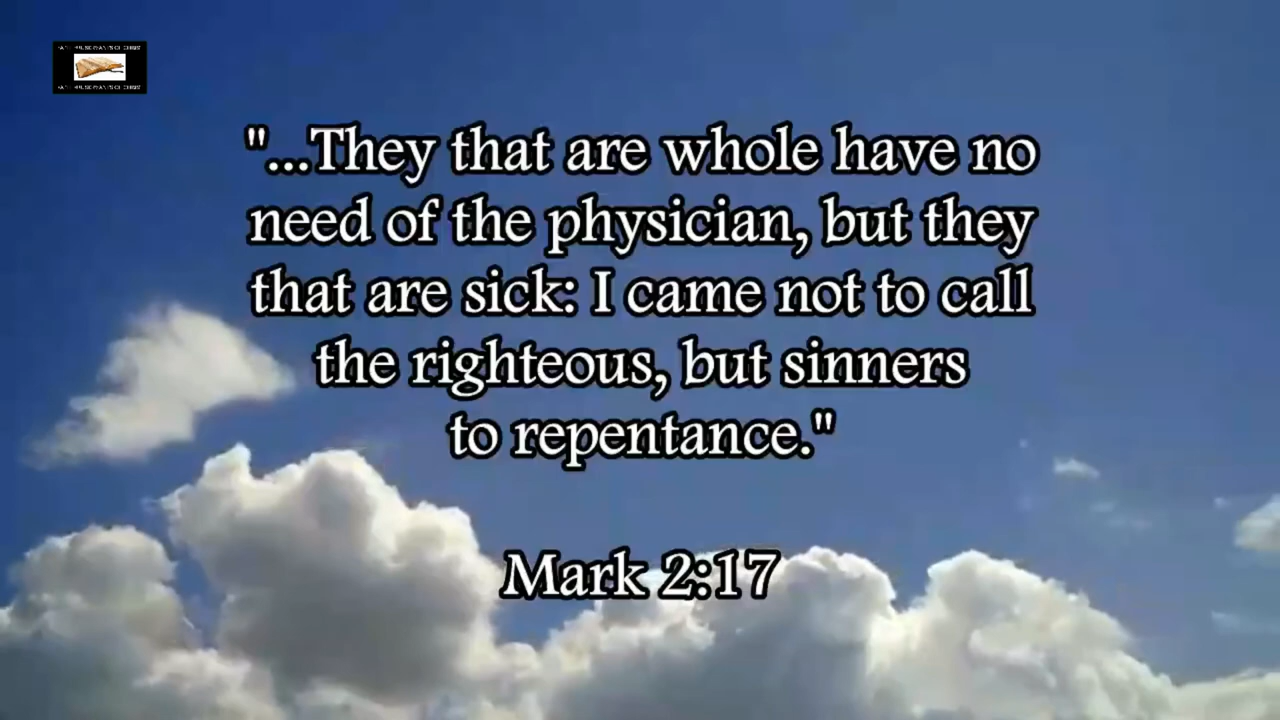 "...They that are whole have no
need of the physician, but they
that are sick: I came not to call
the righteous, but sinners
to repentance."
Mark 2:17